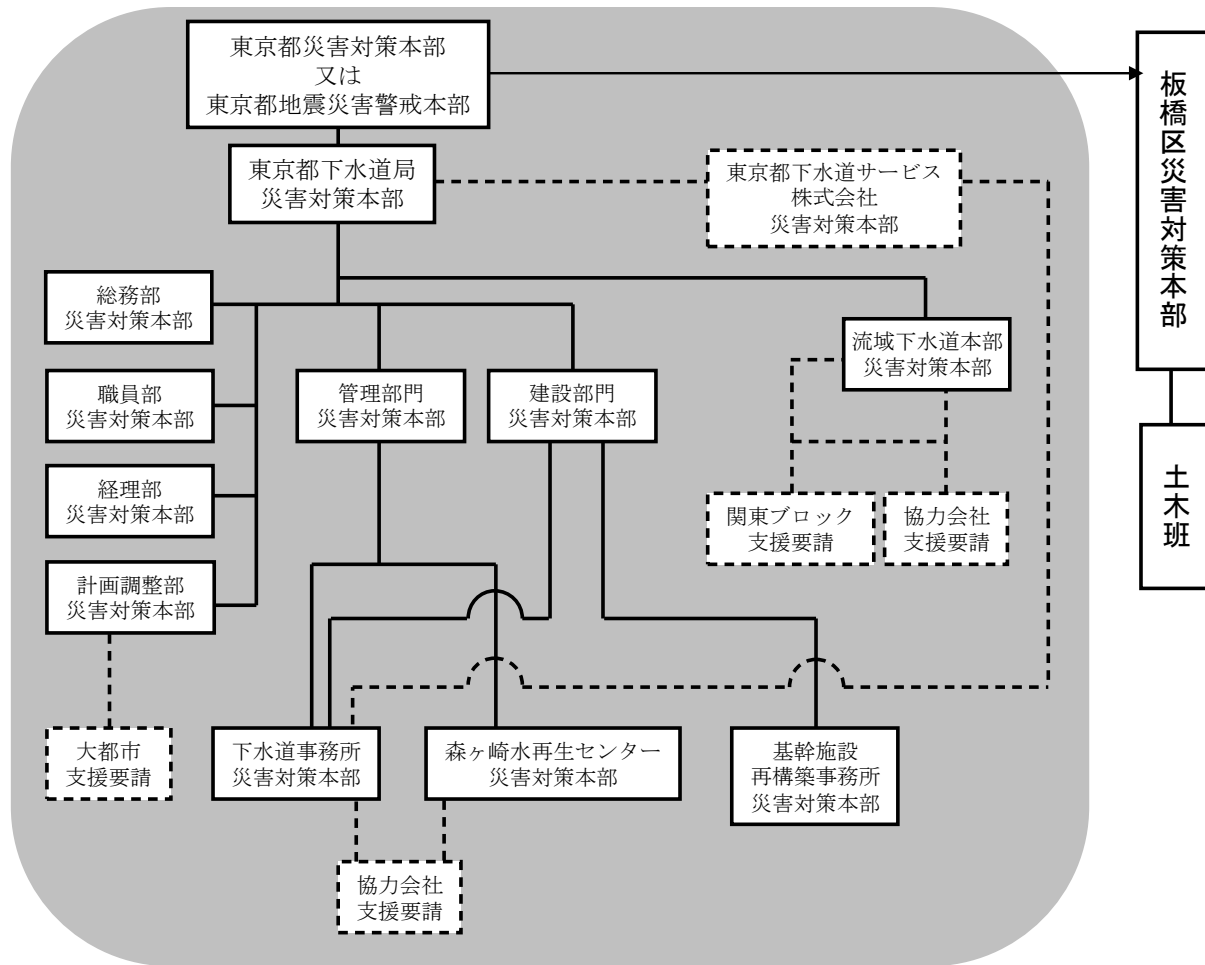 東京都災害対策本部
又は
東京都地震災害警戒本部
板橋区災害対策本部
東京都下水道局
災害対策本部
東京都下水道サービス
株式会社
災害対策本部
総務部
災害対策本部
流域下水道本部
災害対策本部
職員部
災害対策本部
管理部門
災害対策本部
建設部門
災害対策本部
土木班
経理部
災害対策本部
関東ブロック
支援要請
協力会社
支援要請
計画調整部
災害対策本部
大都市
支援要請
下水道事務所
災害対策本部
森ヶ崎水再生センター
災害対策本部
基幹施設
再構築事務所
災害対策本部
協力会社
支援要請